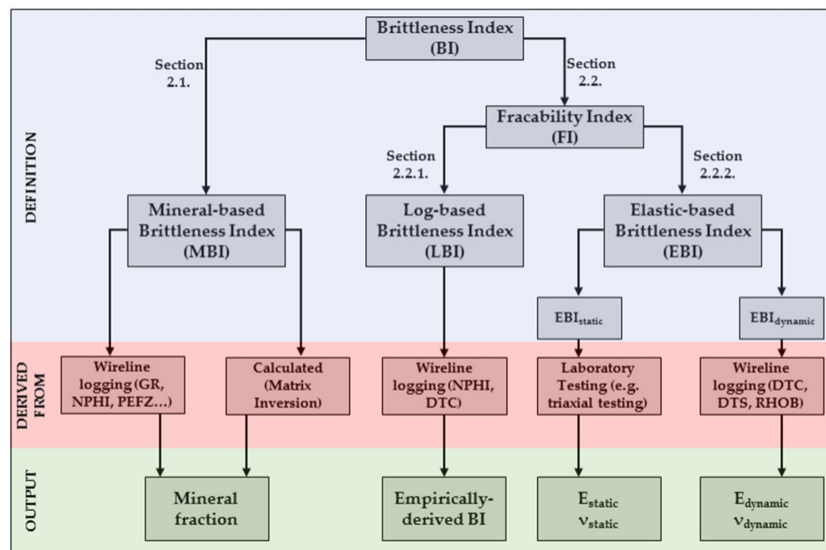 Brittleness Index
(BI)
Section
2.1.
Section
2.2.
Fracability Index
(FI)
Section
2.2.1.
Section
2.2.2.
DEFINITION
Mineral-based
Brittleness Index
(MBI)
Log-based
Brittleness Index
(LBI)
Elastic-based
Brittleness Index
(EBI)
EBIstatic
EBIdynamic
DERIVED
FROM
Wireline
logging (GR,
NPHI, PEFZ...)
Calculated
(Matrix
Inversion)
Wireline
logging (NPHI,
DTC)
Laboratory
Testing (e.g.
triaxial testing)
Wireline
logging (DTC,
DTS, RHOB)
OUTPUT
Mineral
fraction
Empirically-
derived BI
Estatic
νstatic
Edynamic
νdynamic